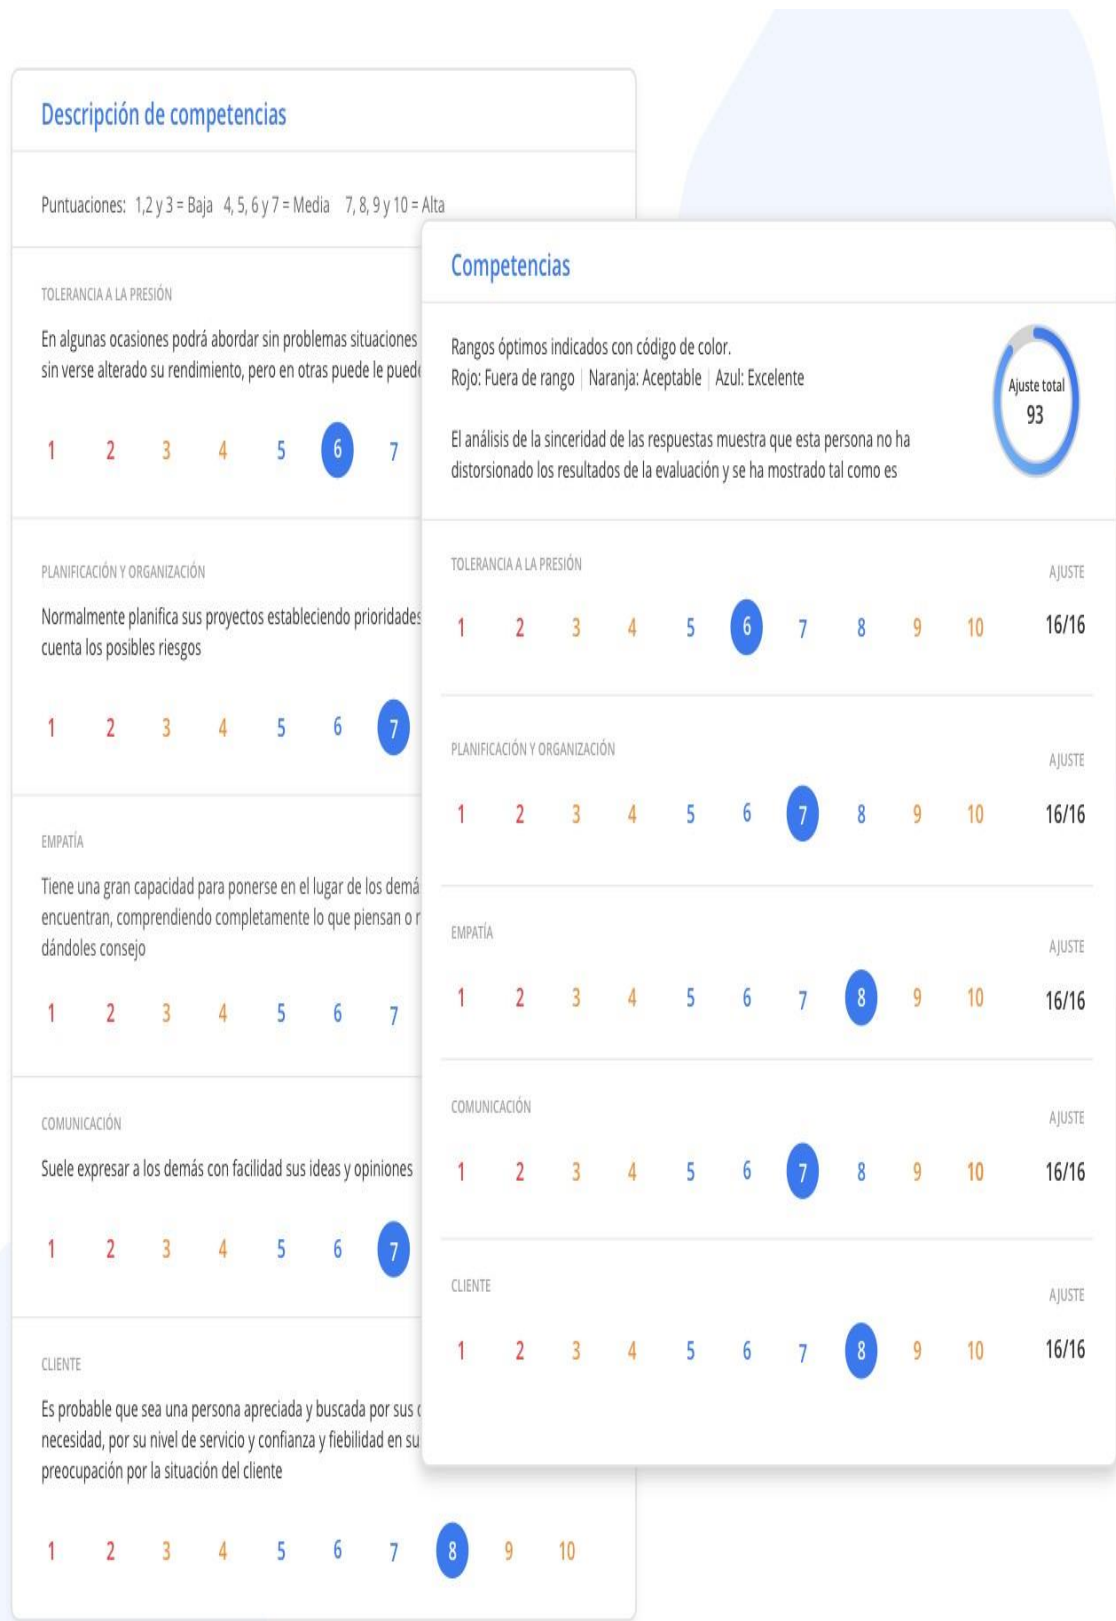 Descripción de competencias
Puntuaciones: 1,2 y 3 = Baja 4, 5, 6 y 7 = Media 7, 8, 9 y 10 = Alta
TOLERANCIA A LA PRESIÓN
En algunas ocasiones podrá abordar sin problemas situaciones
sin verse alterado su rendimiento, pero en otras puede le
1 2 3 4 5 6 7
PLANIFICACIÓN Y ORGANIZACIÓN
Normalmente planifica sus proyectos estableciendo prioridades
cuenta los posibles riesgos
1 2 3 4 5 6 7
EMPATÍA
Tiene una gran capacidad para ponerse en el lugar de los
encuentran, comprendiendo completamente lo que piensan o
dándoles consejo
1 2 3 4 5 6 7
COMUNICACIÓN
Suele expresar a los demás con facilidad sus ideas y opiniones
1 2 3 4 5 6 7
CLIENTE
Es probable que sea una persona apreciada y buscada por sus
necesidad, por su nivel de servicio y confianza y fiebilidad en
preocupación por la situación del cliente
1 2 3 4 5 6 7 8 9 10
Competencias
Rangos óptimos indicados con código de color.
Rojo: Fuera de rango | Naranja: Aceptable | Azul: Excelente
El análisis de la sinceridad de las respuestas muestra que esta persona no ha
distorsionado los resultados de la evaluación y se ha mostrado tal como es
Ajuste total
93
TOLERANCIA A LA PRESIÓN
AJUSTE
1 2 3 4 5 6 7 8 9 10 16/16
PLANIFICACIÓN Y ORGANIZACIÓN
AJUSTE
1 2 3 4 5 6 7 8 9 10 16/16
EMPATÍA
AJUSTE
1 2 3 4 5 6 7 8 9 10 16/16
COMUNICACIÓN
AJUSTE
1 2 3 4 5 6 7 8 9 10 16/16
CLIENTE
AJUSTE
1 2 3 4 5 6 7 8 9 10 16/16